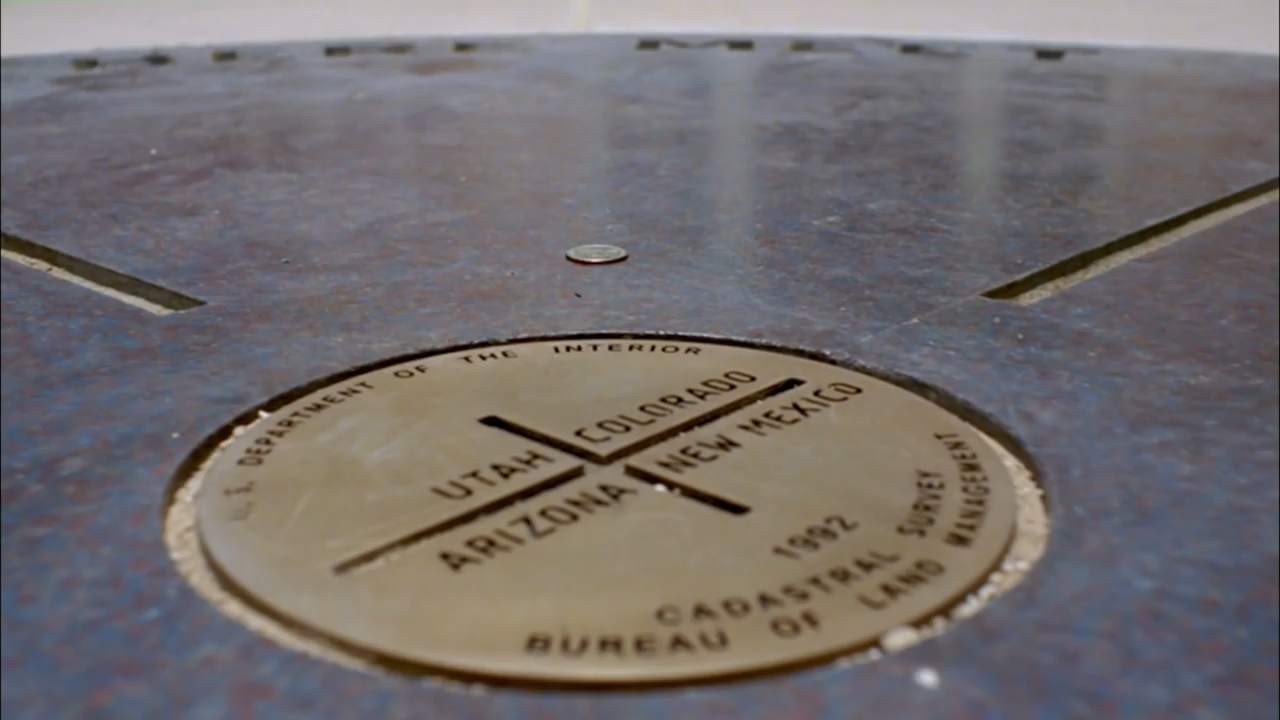 U.S. DEPARTMENT OF THE INTERIOR
UTAH COLORADO
ARIZONA NEW MEXICO
1992
CADASTRAL SURVEY
BUREAU OF LAND MANAGEMENT